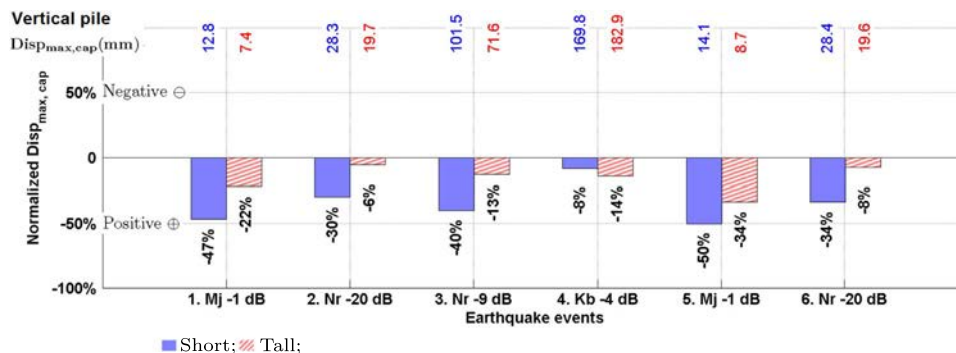 Vertical pile
Disp_max,cap(mm) 12.8 7.4 28.3 19.7 101.5 71.6 169.8 182.9 14.1 8.7 28.4 19.6
Normalized Disp_max, cap
50% Negative ⊖
0
-50% Positive ⊕
-100%
-47% -22% -30% -6% -40% -13% -8% -14% -50% -34% -34% -8%
1. Mj -1 dB 2. Nr -20 dB 3. Nr -9 dB 4. Kb -4 dB 5. Mj -1 dB 6. Nr -20 dB
Earthquake events
Short; Tall;